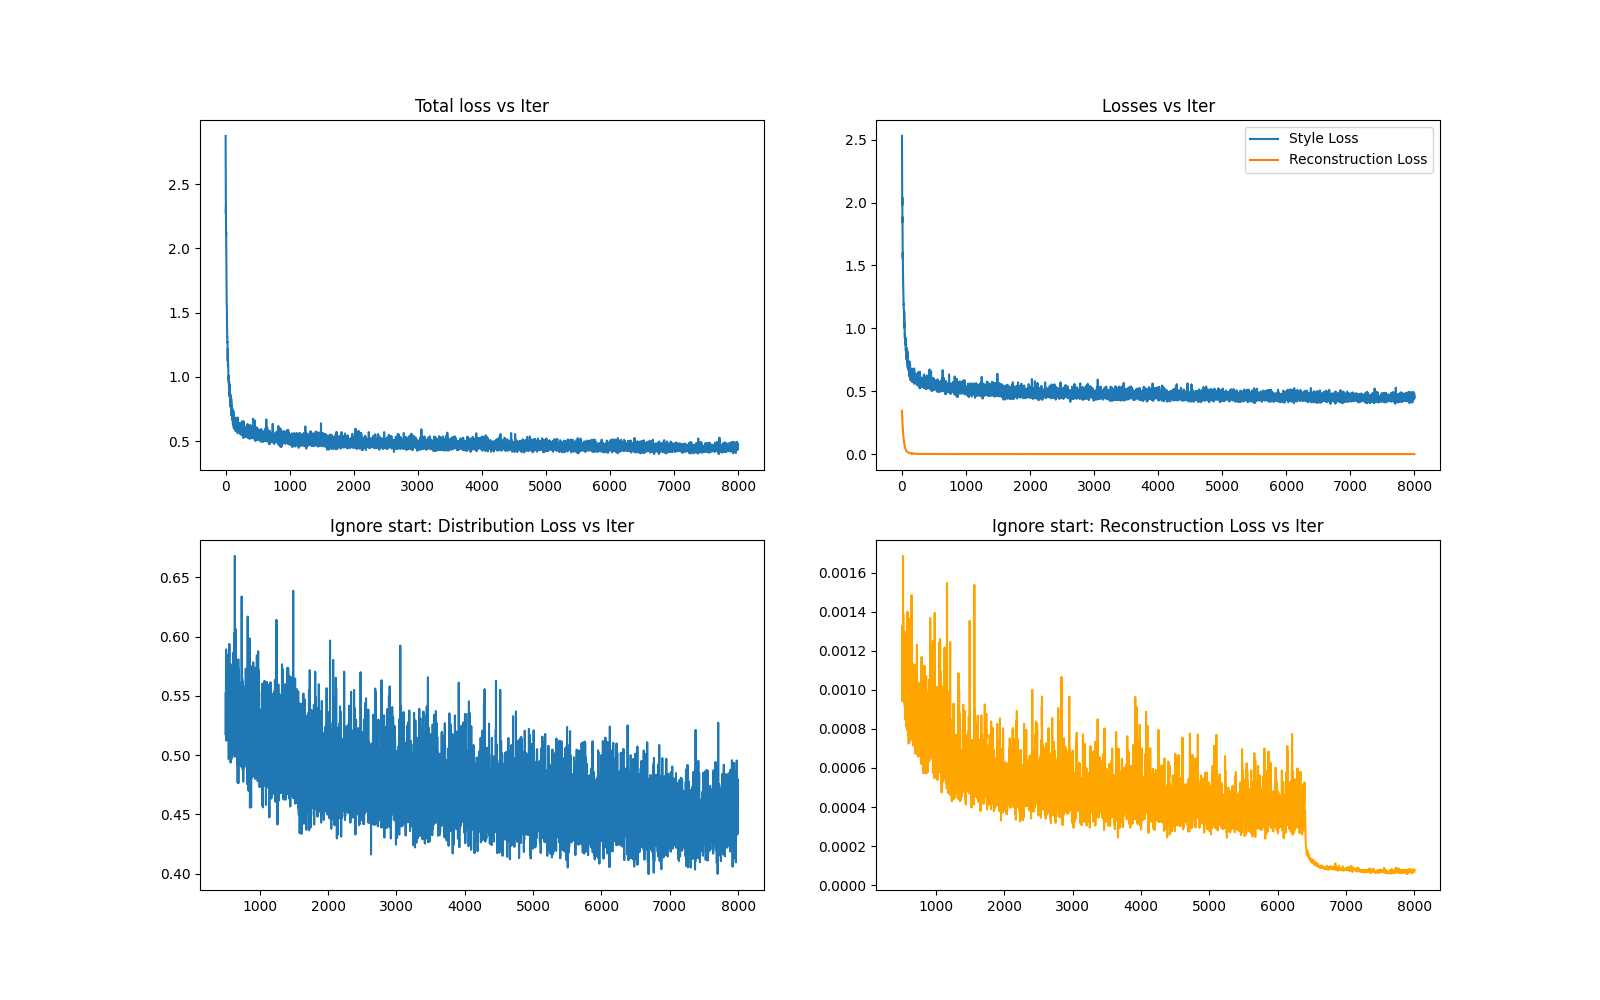 Total loss vs Iter
2.5
2.0
1.5
1.0
0.5
0 1000 2000 3000 4000 5000 6000 7000 8000
Losses vs Iter
Style Loss
Reconstruction Loss
2.5
2.0
1.5
1.0
0.5
0.0
0 1000 2000 3000 4000 5000 6000 7000 8000
Ignore start: Distribution Loss vs Iter
0.65
0.60
0.55
0.50
0.45
0.40
1000 2000 3000 4000 5000 6000 7000 8000
Ignore start: Reconstruction Loss vs Iter
0.0016
0.0014
0.0012
0.0010
0.0008
0.0006
0.0004
0.0002
0.0000
1000 2000 3000 4000 5000 6000 7000 8000